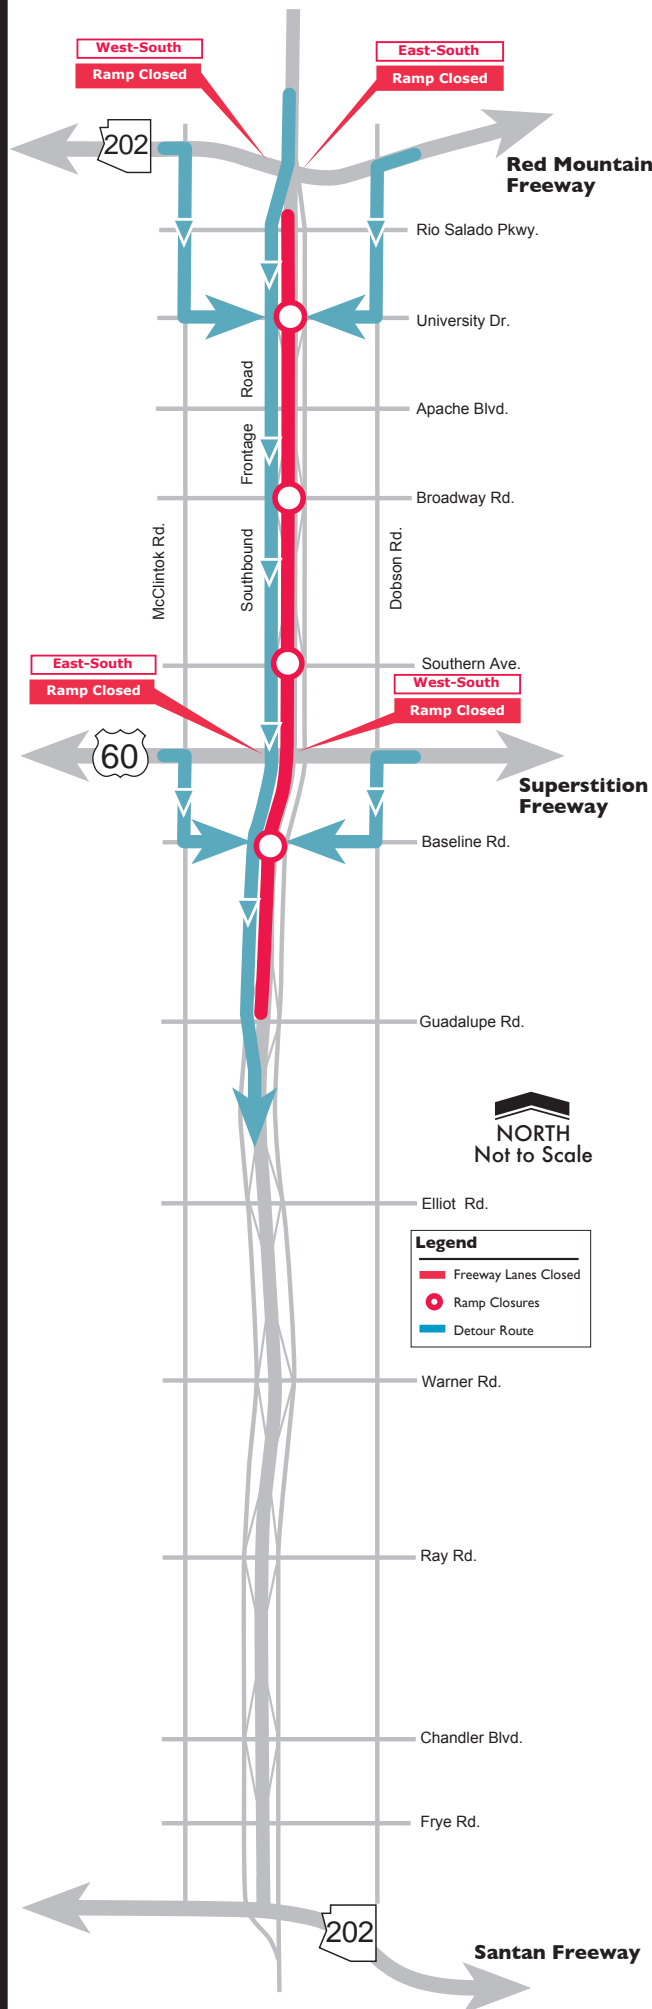 West-South
Ramp Closed
East-South
Ramp Closed
202
Red Mountain
Freeway
Rio Salado Pkwy.
University Dr.
Apache Blvd.
Broadway Rd.
Southbound Frontage Road
McClintok Rd.
Dobson Rd.
Southern Ave.
East-South
Ramp Closed
West-South
Ramp Closed
60
Superstition
Freeway
Baseline Rd.
Guadalupe Rd.
NORTH
Not to Scale
Elliot Rd.
Legend
Freeway Lanes Closed
Ramp Closures
Detour Route
Warner Rd.
Ray Rd.
Chandler Blvd.
Frye Rd.
202
Santan Freeway